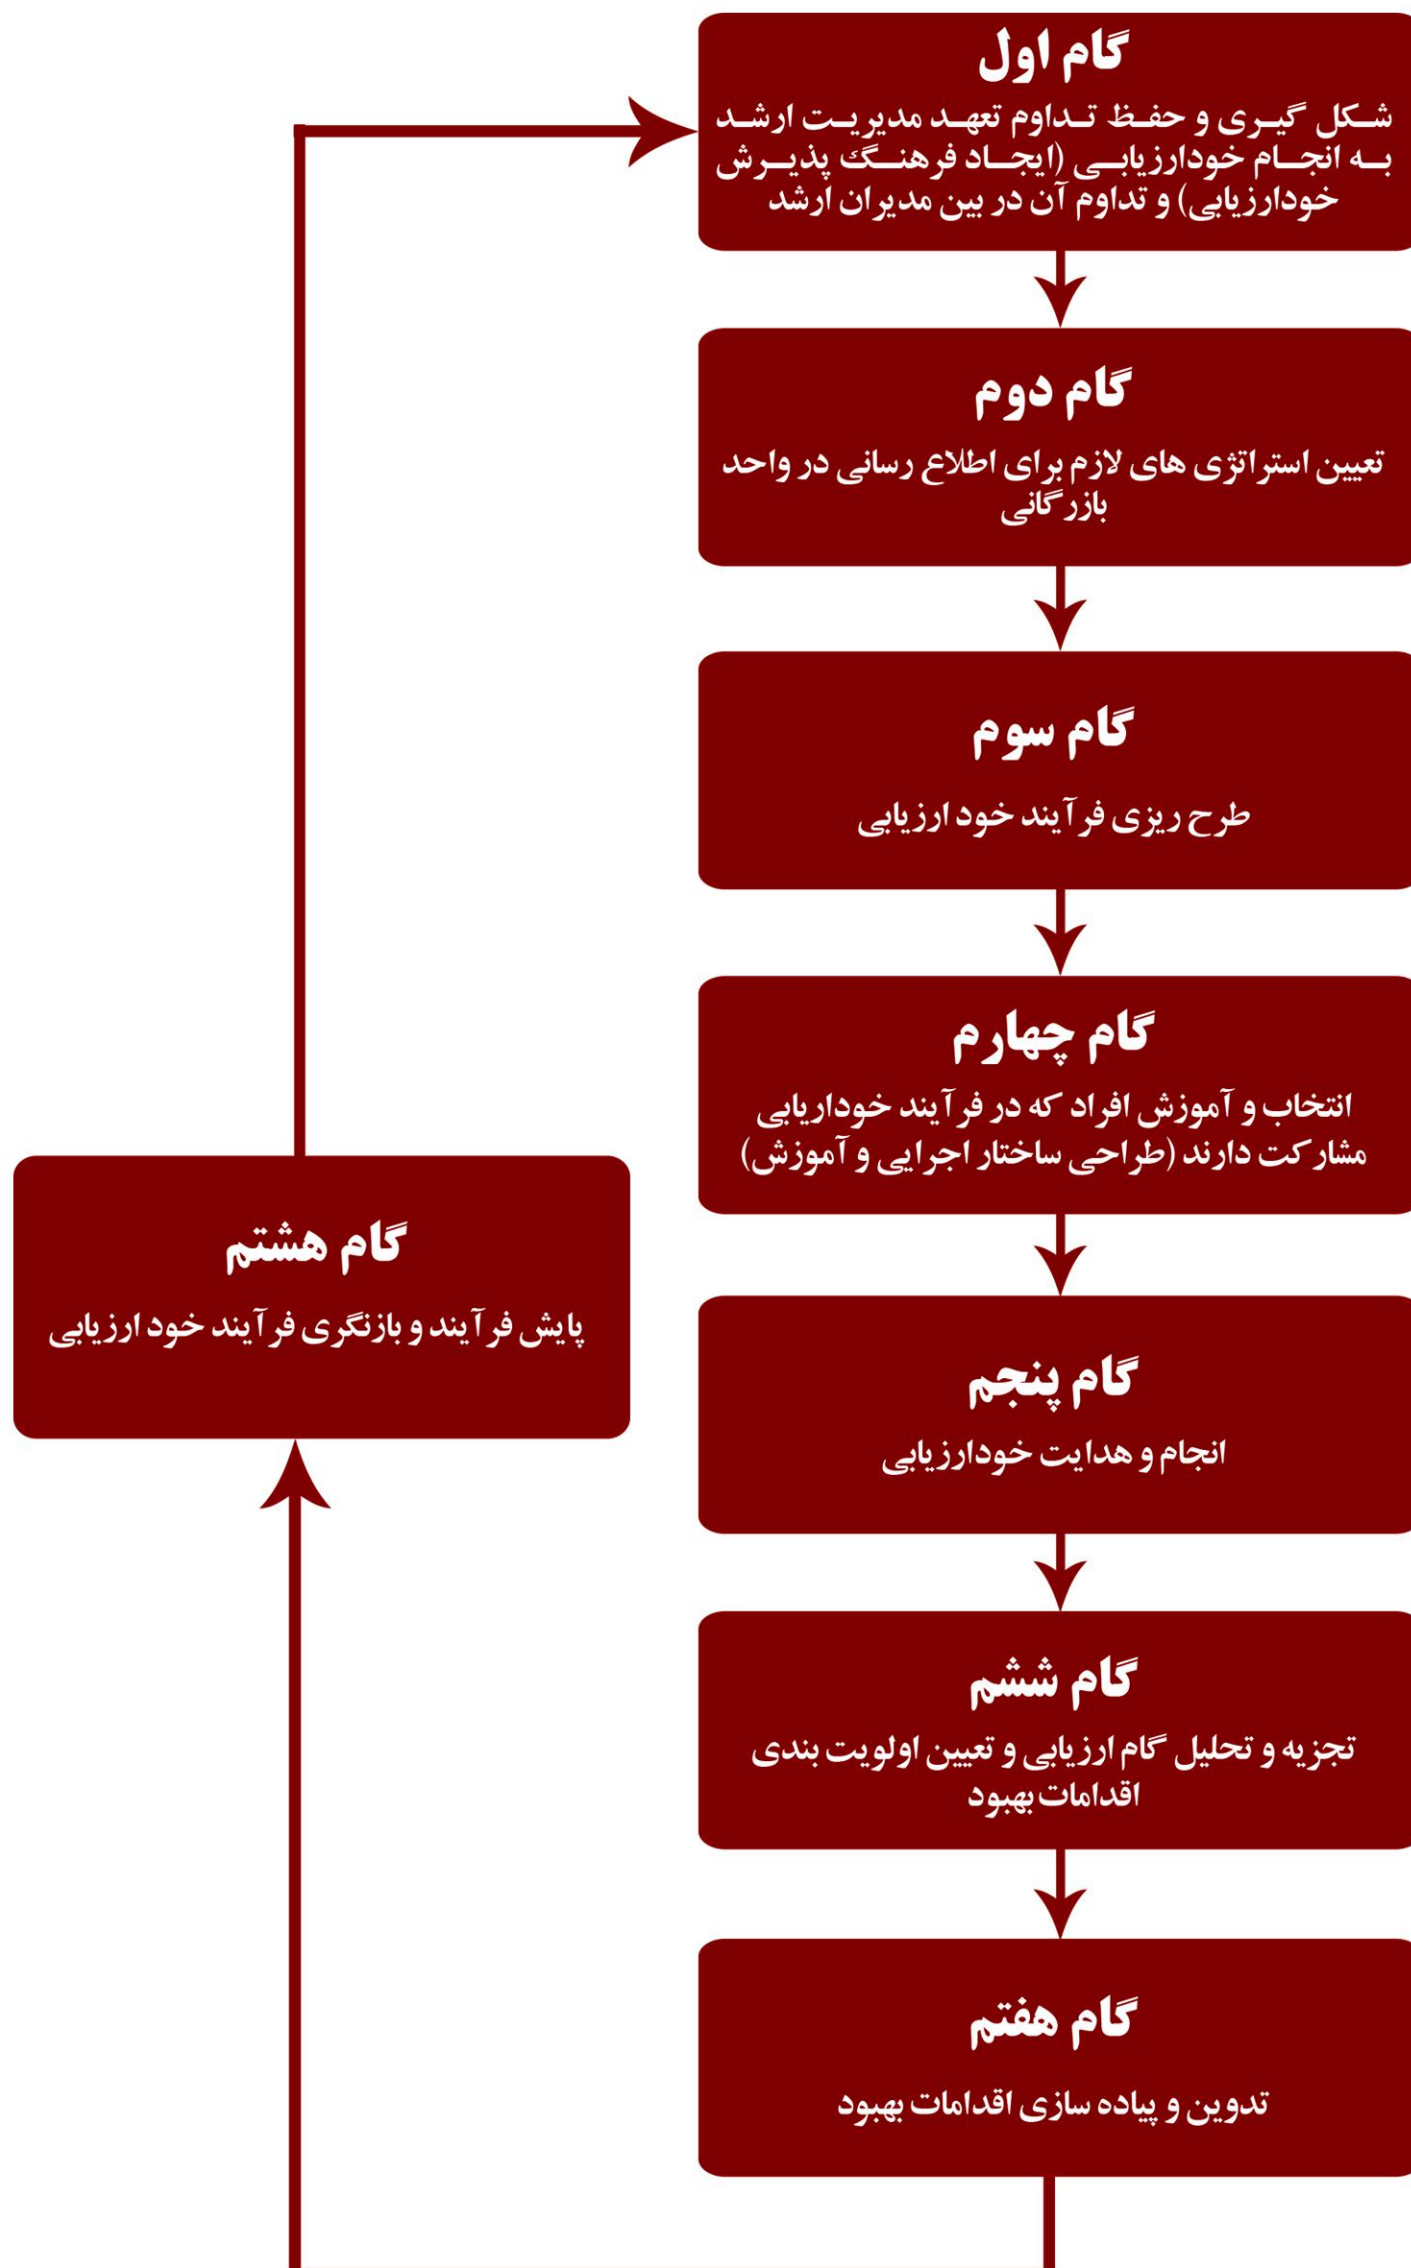 گام اول
شکل گیری و حفظ تداوم تعهد مدیریت ارشد
به انجام خودارزیابی (ایجاد فرهنگ پذیرش
خودارزیابی) و تداوم آن در بین مدیران ارشد
گام دوم
تعیین استراتژی های لازم برای اطلاع رسانی در واحد
بازرگانی
گام سوم
طرح ریزی فرآیند خود ارزیابی
گام چهارم
انتخاب و آموزش افراد که در فرآیند خوداریابی
مشارکت دارند (طراحی ساختار اجرایی و آموزش)
گام پنجم
انجام و هدایت خودارزیابی
گام ششم
تجزیه و تحلیل گام ارزیابی و تعیین اولویت بندی
اقدامات بهبود
گام هفتم
تدوین و پیاده سازی اقدامات بهبود
گام هشتم
پایش فرآیند و بازنگری فرآیند خود ارزیابی